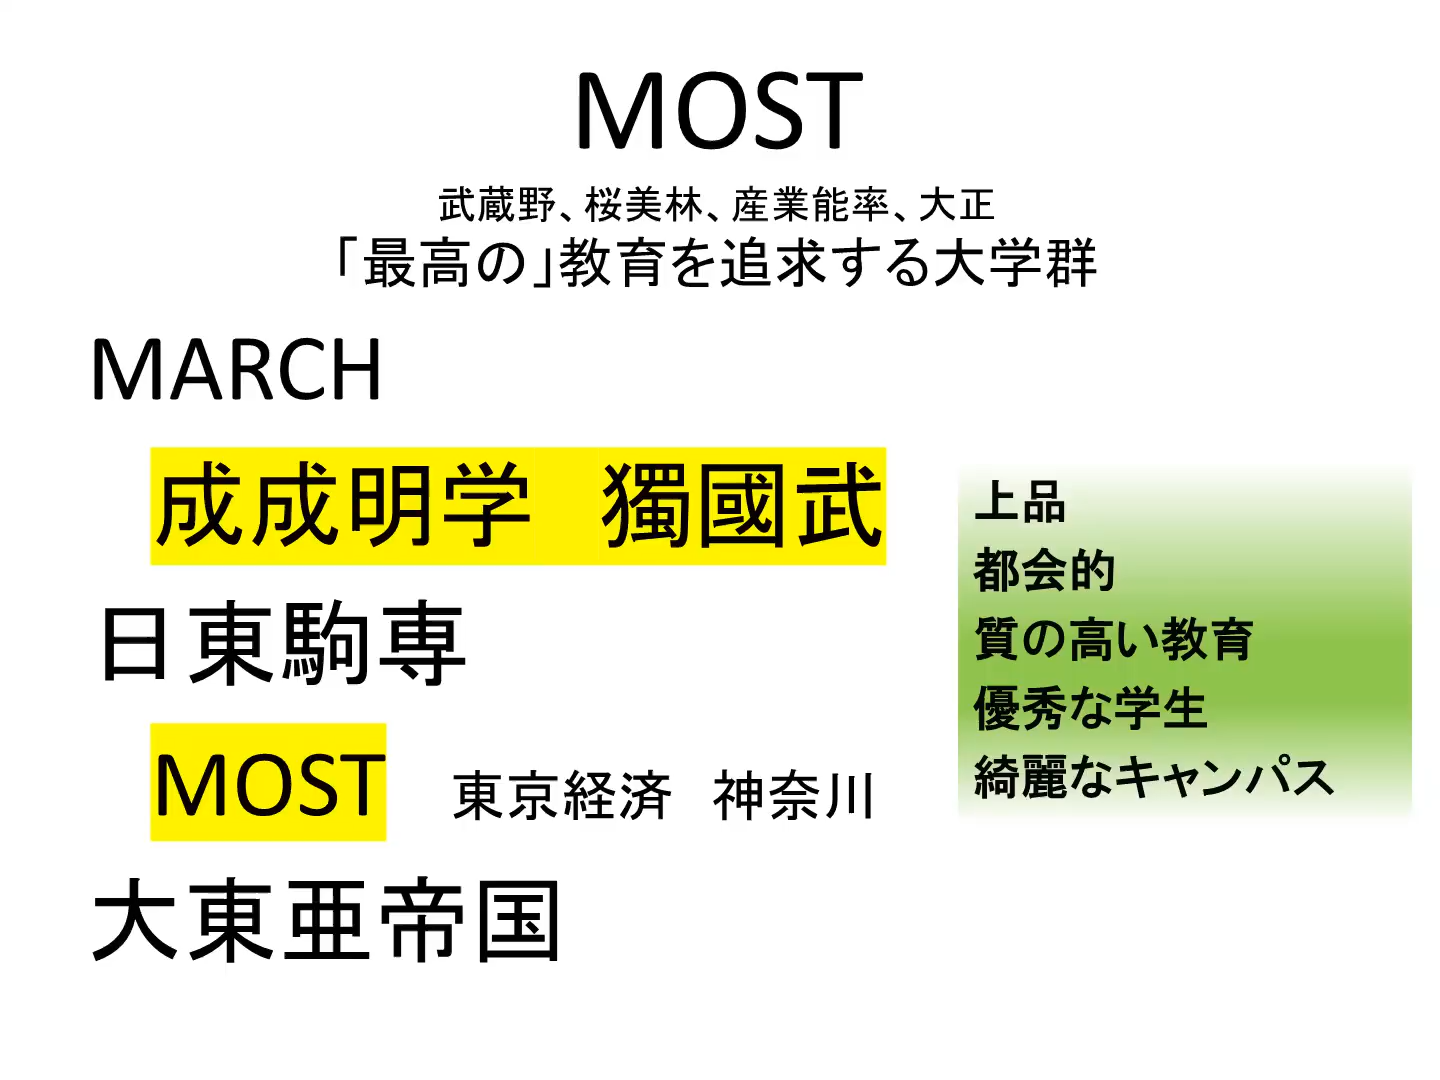 MOST
武蔵野、桜美林、産業能率、大正
「最高の」教育を追求する大学群
MARCH
成成明学　獨國武
日東駒専
MOST　東京経済　神奈川
大東亜帝国
上品
都会的
質の高い教育
優秀な学生
綺麗なキャンパス